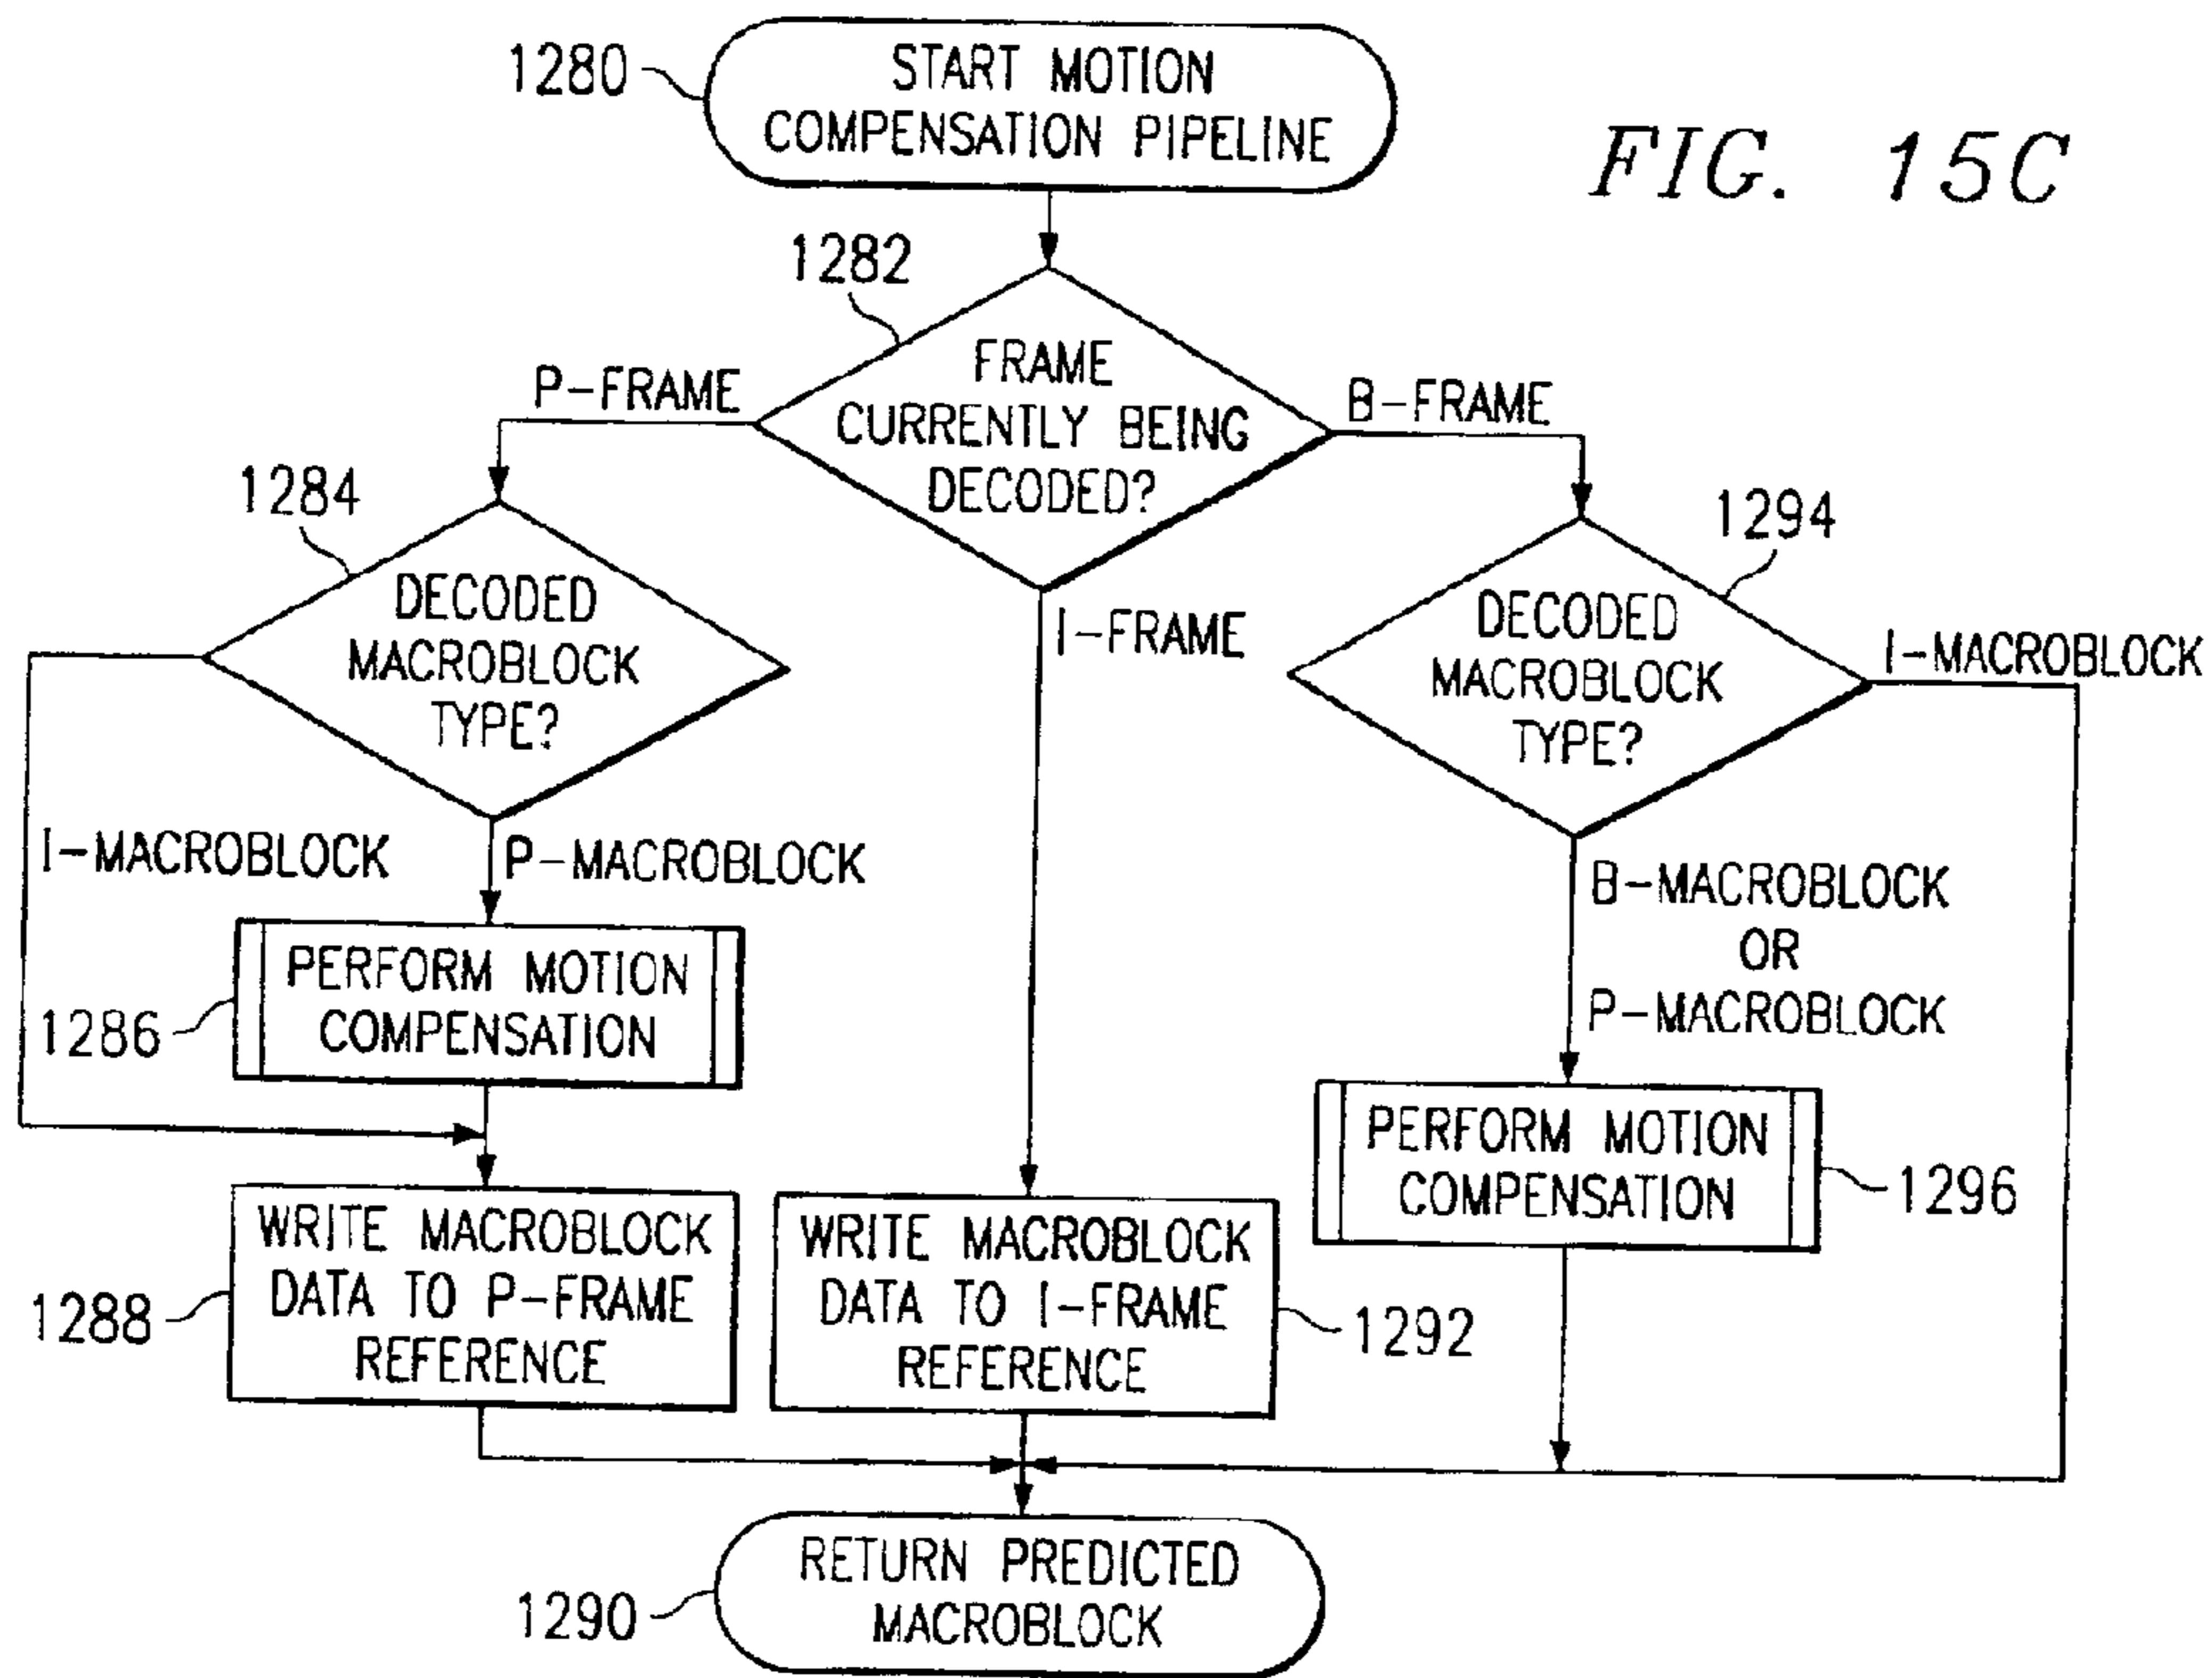 1280
START MOTION
COMPENSATION PIPELINE
FIG. 15C
1282
FRAME
CURRENTLY BEING
DECODED?
P-FRAME
B-FRAME
I-FRAME
1284
DECODED
MACROBLOCK
TYPE?
1294
DECODED
MACROBLOCK
TYPE?
I-MACROBLOCK
I-MACROBLOCK
P-MACROBLOCK
B-MACROBLOCK
OR
P-MACROBLOCK
1286
PERFORM MOTION
COMPENSATION
PERFORM MOTION
COMPENSATION
1296
1288
WRITE MACROBLOCK
DATA TO P-FRAME
REFERENCE
WRITE MACROBLOCK
DATA TO I-FRAME
REFERENCE
1292
1290
RETURN PREDICTED
MACROBLOCK